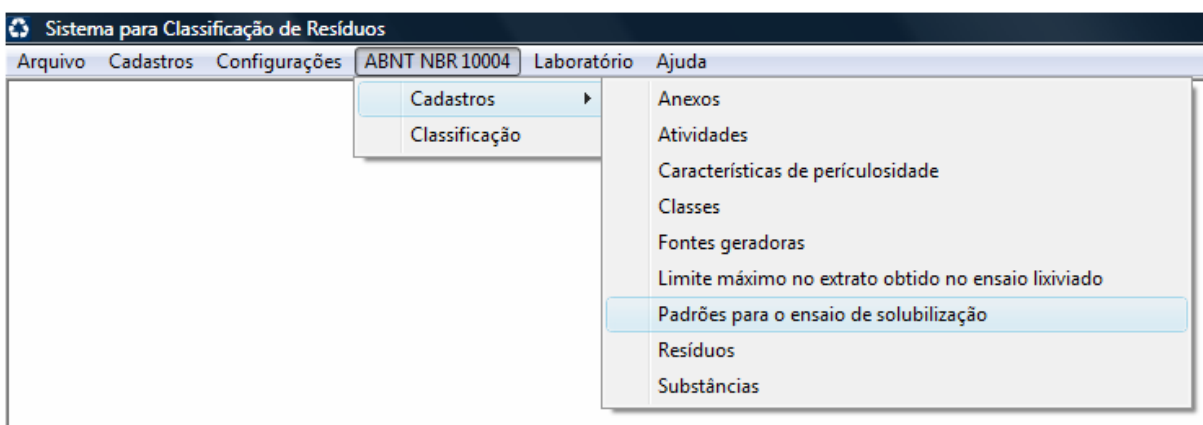 Sistema para Classificação de Resíduos
Arquivo Cadastros Configurações ABNT NBR 10004 Laboratório Ajuda
Cadastros
Classificação
Anexos
Atividades
Características de perículosidade
Classes
Fontes geradoras
Limite máximo no extrato obtido no ensaio lixiviado
Padrões para o ensaio de solubilização
Resíduos
Substâncias